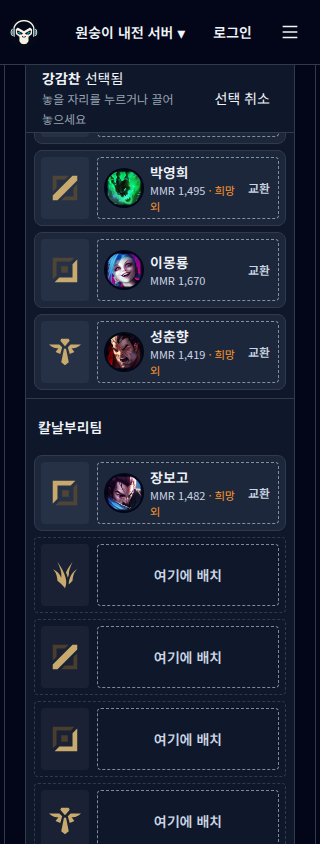 원숭이 내전 서버 ▾
로그인
강감찬 선택됨
놓을 자리를 누르거나 끌어
놓으세요
선택 취소
박영희
MMR 1,495 · 희망
외
교환
이몽룡
MMR 1,670
교환
성춘향
MMR 1,419 · 희망
외
교환
칼날부리팀
장보고
MMR 1,482 · 희망
외
교환
여기에 배치
여기에 배치
여기에 배치
여기에 배치